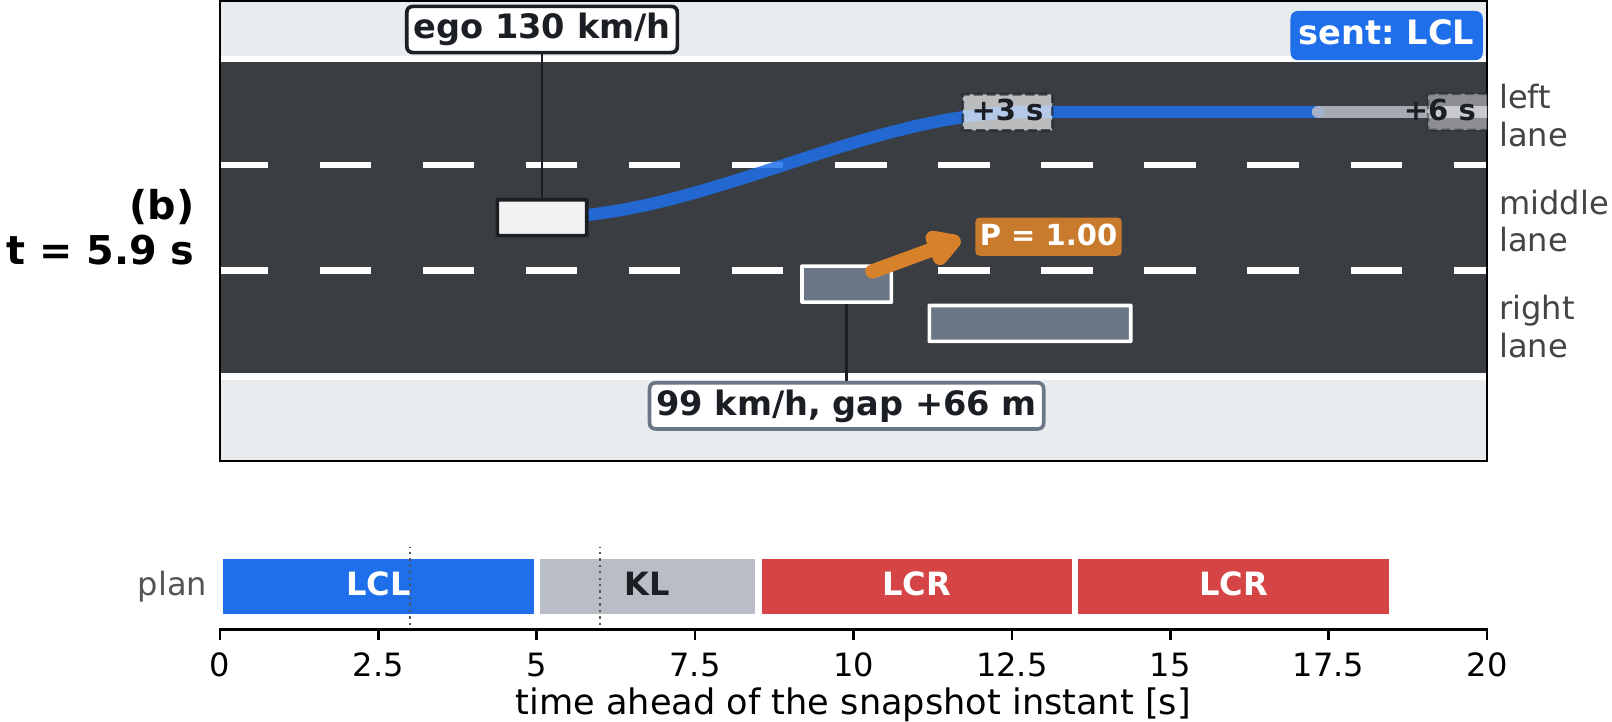 ego 130 km/h
sent: LCL
+3 s
+6 s
left
lane
(b)
t = 5.9 s
middle
lane
P = 1.00
right
lane
99 km/h, gap +66 m
plan
LCL
KL
LCR
LCR
0 2.5 5 7.5 10 12.5 15 17.5 20
time ahead of the snapshot instant [s]